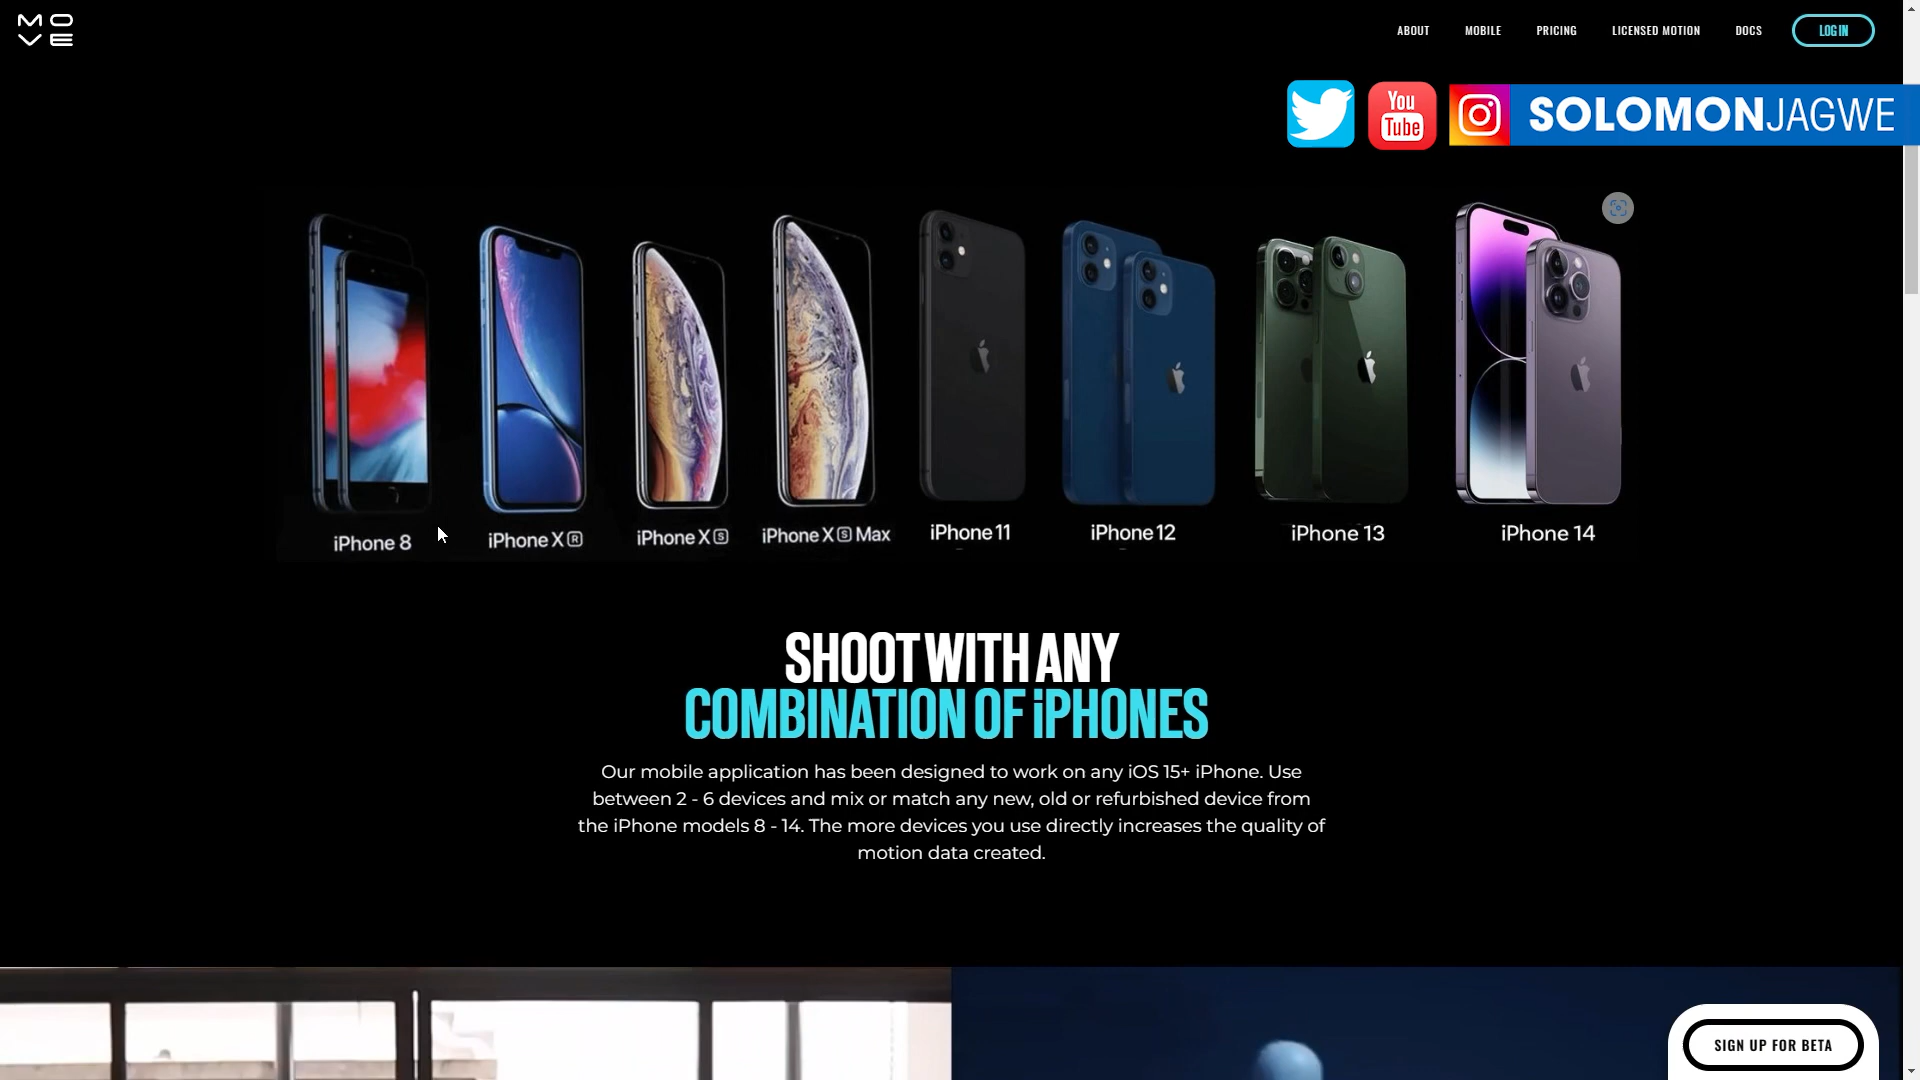 MOVE
ABOUT MOBILE PRICING LICENSED MOTION DOCS LOG IN
You
Tube
SOLOMONJAGWE
iPhone 8 iPhone XR iPhone XS iPhone XS Max iPhone 11 iPhone 12 iPhone 13 iPhone 14
SHOOT WITH ANY
COMBINATION OF iPHONES
Our mobile application has been designed to work on any iOS 15+ iPhone. Use
between 2 - 6 devices and mix or match any new, old or refurbished device from
the iPhone models 8 - 14. The more devices you use directly increases the quality of
motion data created.
SIGN UP FOR BETA